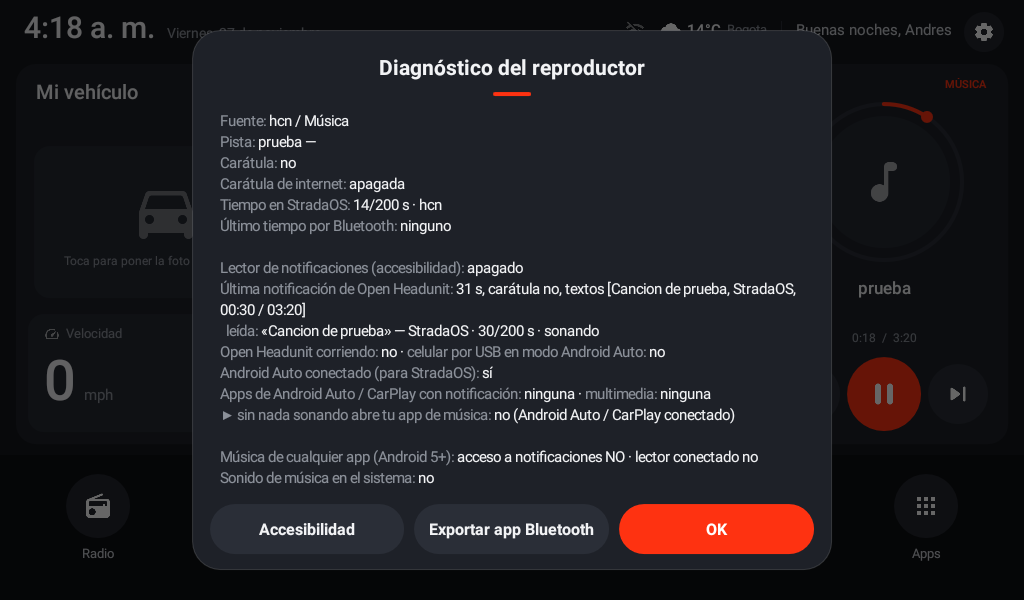 4:18 a. m.
14°C Bogota
Buenas noches, Andres
Mi vehículo
MÚSICA
Diagnóstico del reproductor
Fuente: hcn / Música
Pista: prueba —
Carátula: no
Carátula de internet: apagada
Tiempo en StradaOS: 14/200 s · hcn
Último tiempo por Bluetooth: ninguno
Lector de notificaciones (accesibilidad): apagado
Última notificación de Open Headunit: 31 s, carátula no, textos [Cancion de prueba, StradaOS,
00:30 / 03:20]
leída: «Cancion de prueba» — StradaOS · 30/200 s · sonando
Open Headunit corriendo: no · celular por USB en modo Android Auto: no
Android Auto conectado (para StradaOS): sí
Apps de Android Auto / CarPlay con notificación: ninguna · multimedia: ninguna
► sin nada sonando abre tu app de música: no (Android Auto / CarPlay conectado)
Música de cualquier app (Android 5+): acceso a notificaciones NO · lector conectado no
Sonido de música en el sistema: no
Accesibilidad
Exportar app Bluetooth
OK
Toca para poner la foto
Velocidad
0 mph
prueba
0:18 / 3:20
Radio
Apps